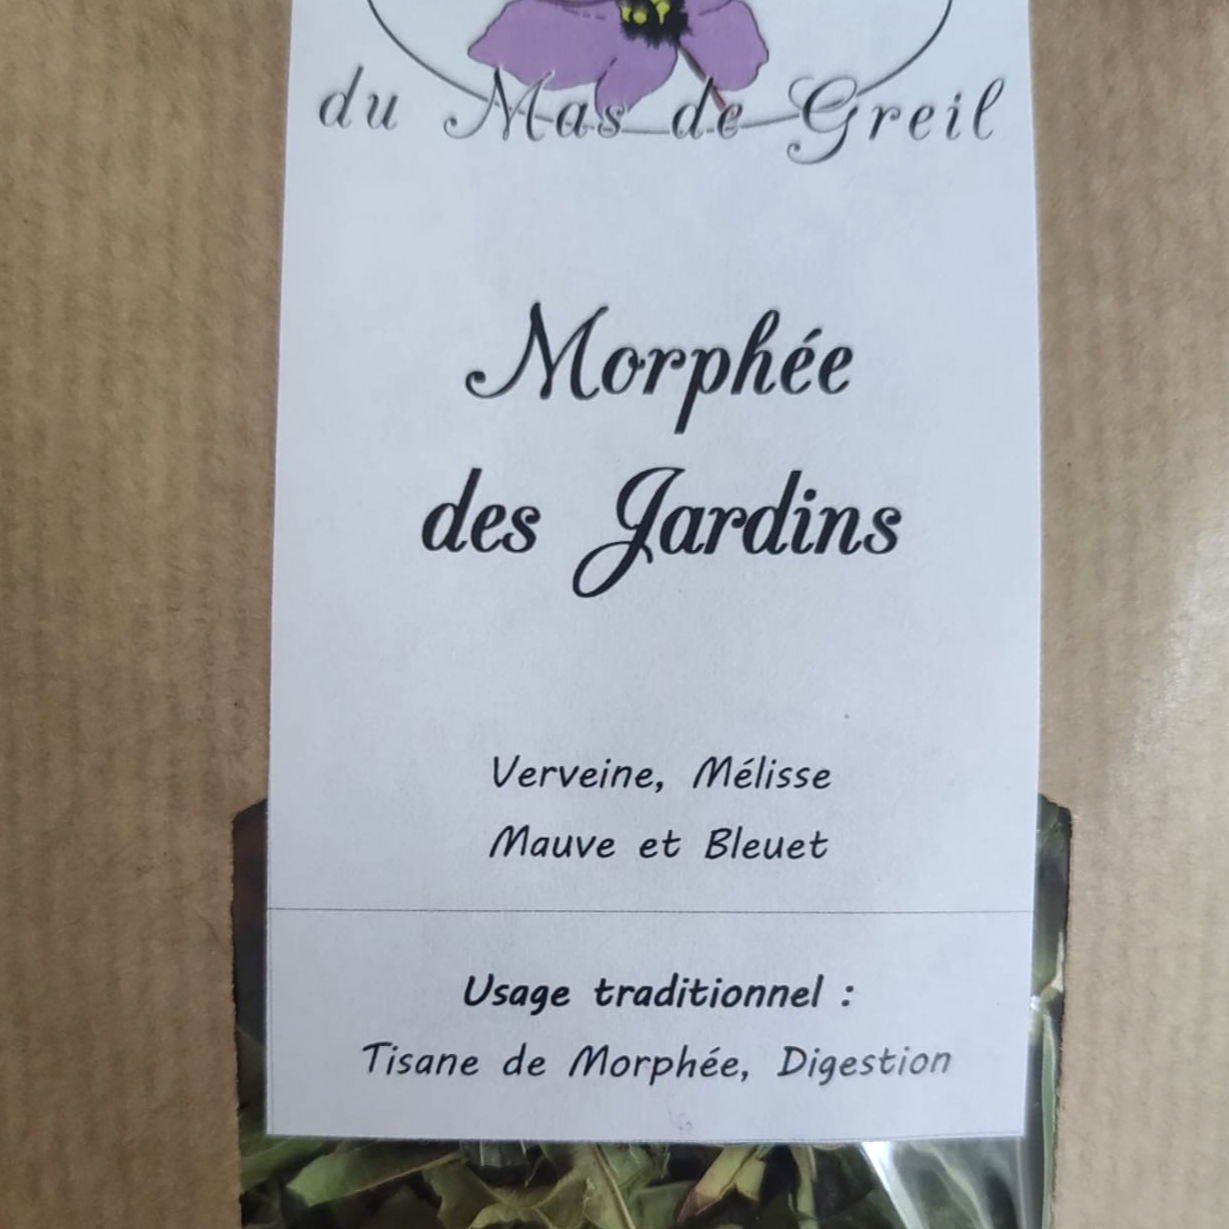 du Mas de Greil
Morphée
des Jardins
Verveine, Mélisse
Mauve et Bleuet
Usage traditionnel :
Tisane de Morphée, Digestion